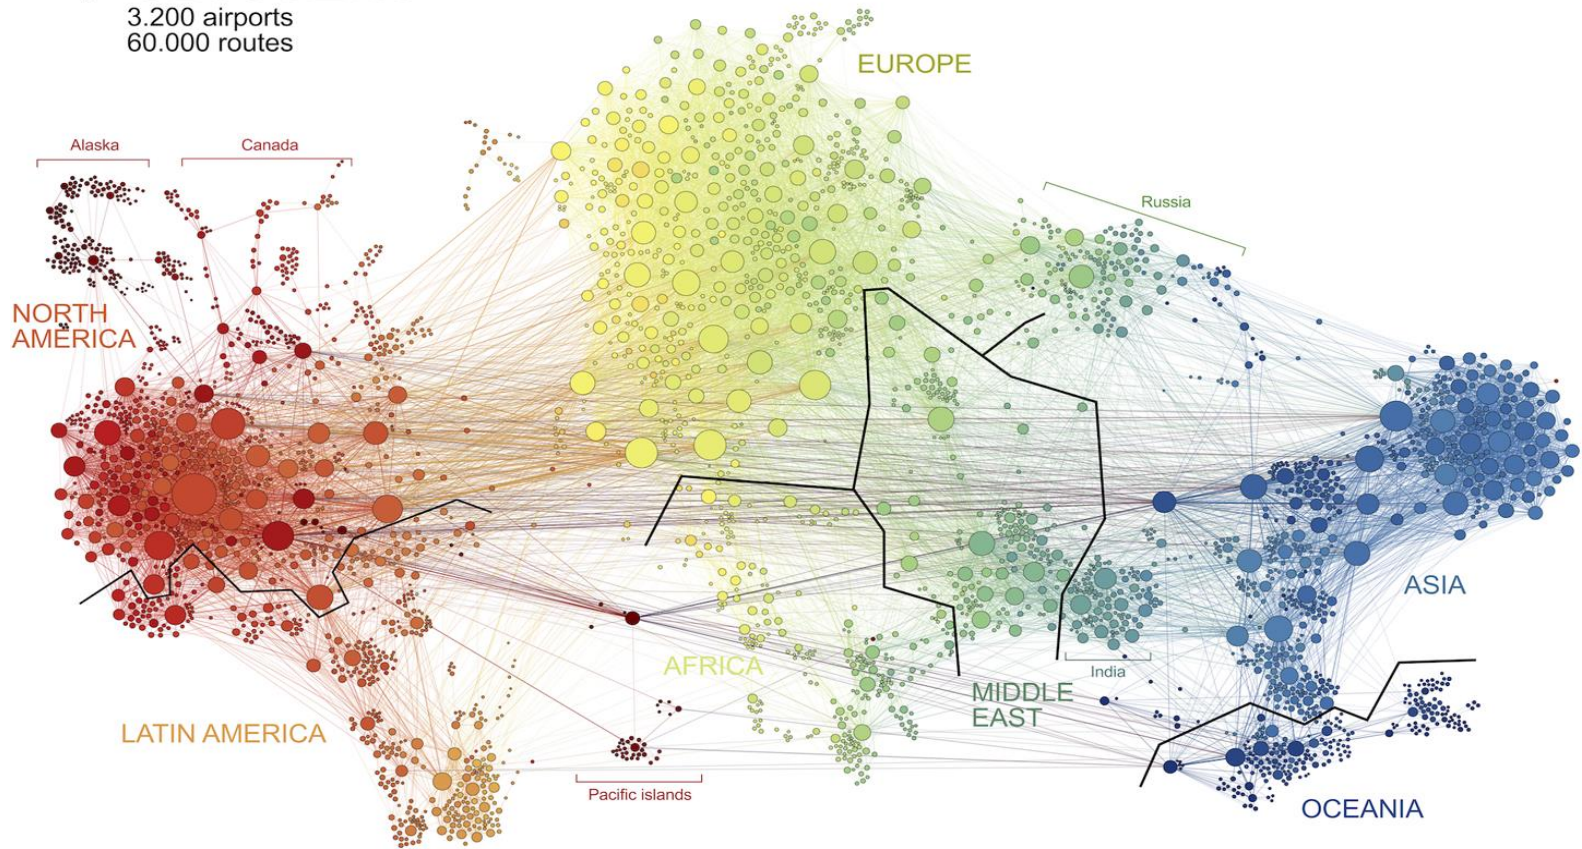 3.200 airports
60.000 routes
EUROPE
Alaska
Canada
Russia
NORTH
AMERICA
ASIA
AFRICA
India
MIDDLE
EAST
LATIN AMERICA
Pacific islands
OCEANIA